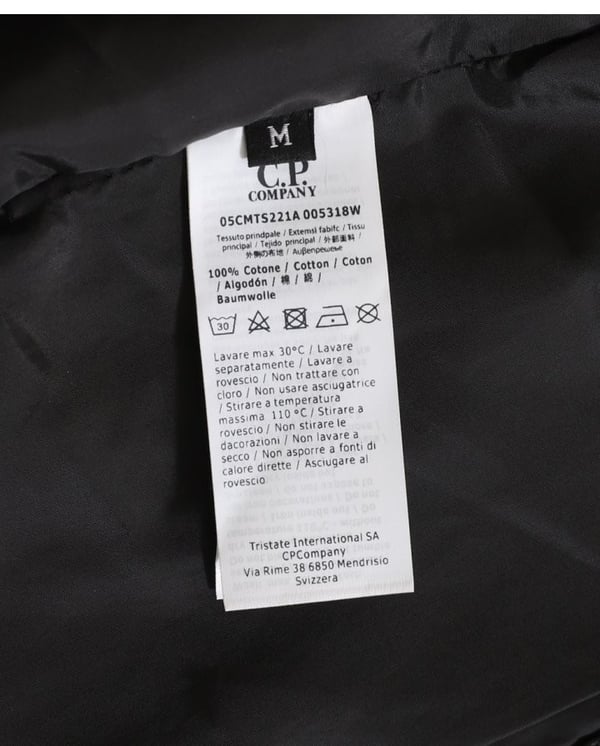 M
C.P.
COMPANY
05CMTS221A 005318W
Tessuto prindpale / Extemsl fabifc / Tissu
principal / Tejido principal / 外部面料 /
外側の布地 / Außenpewewe
100% Cotone / Cotton / Coton
/ Algodón / 棉 / 綿 /
Baumwolle
30
Lavare max 30°C / Lavare
separatamente / Lavare a
rovescio / Non trattare con
cloro / Non usare asciugatrice
/ Stirare a temperatura
massima 110°C / Stirare a
rovescio / Non stirare le
dacorazioni / Non lavare a
secco / Non asporre a fonti di
calore dirette / Asciugare al
rovescio
Tristate International SA
CPCompany
Via Rime 38 6850 Mendrisio
Svizzera